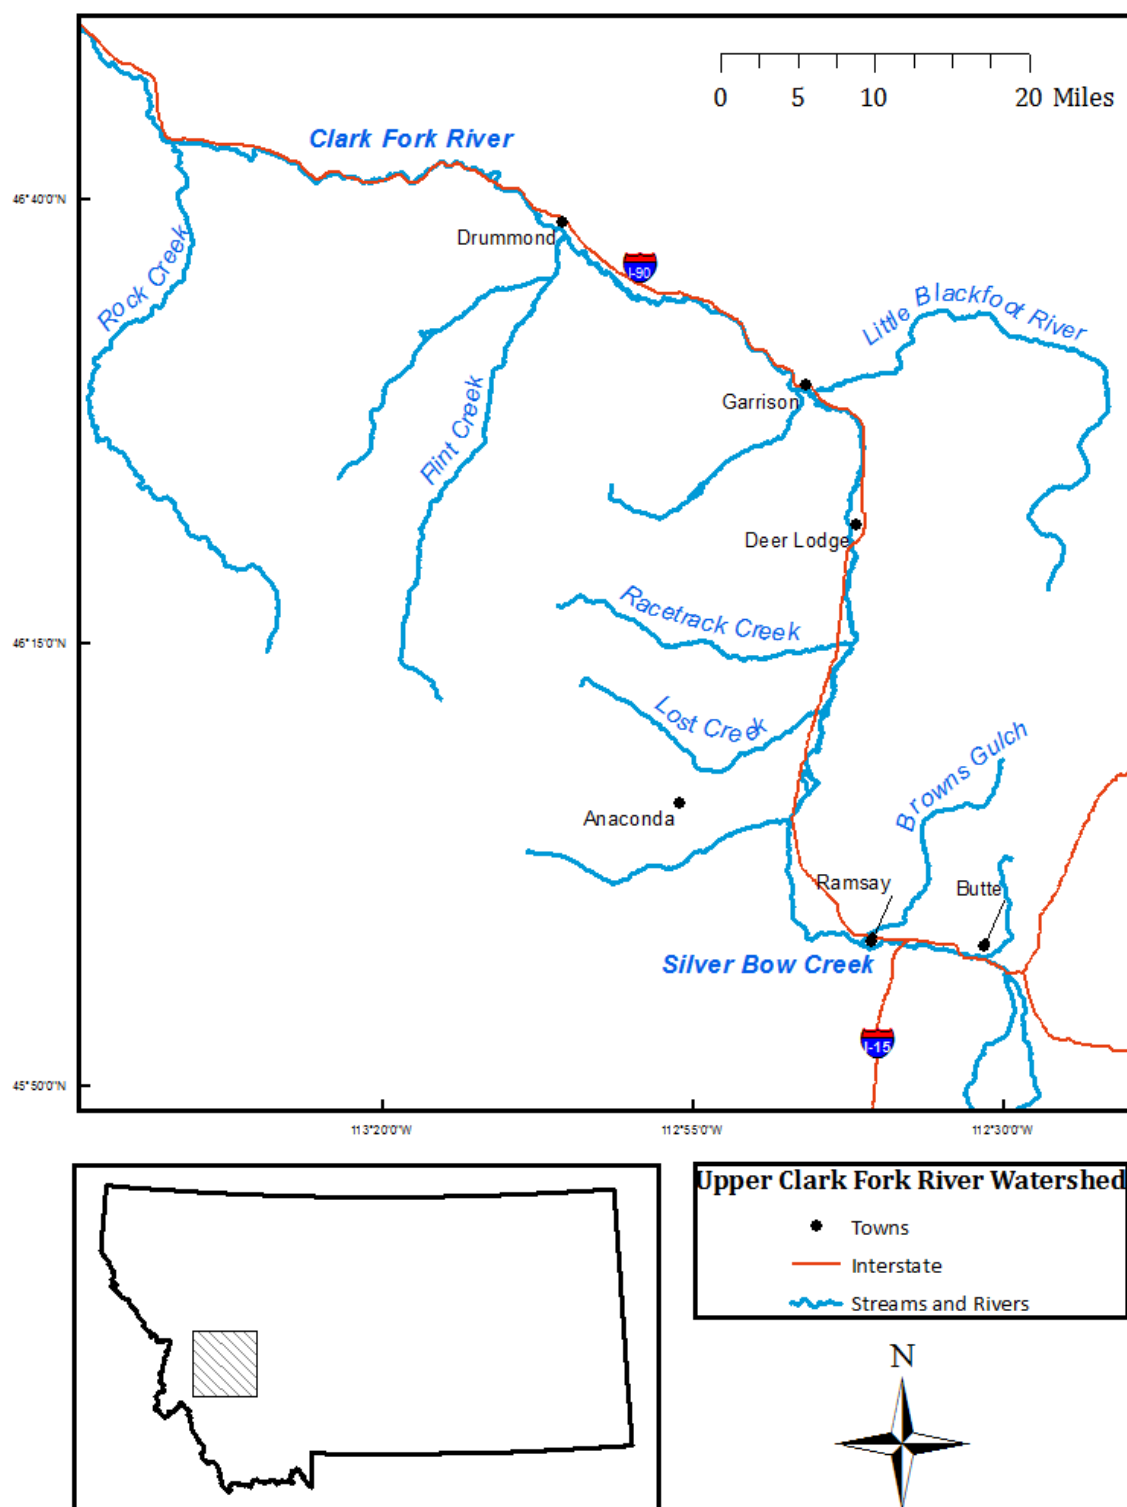 0 5 10 20 Miles
Clark Fork River
46°40'0"N
Drummond
Rock Creek
I-90
Little Blackfoot River
Garrison
Flint Creek
Deer Lodge
Racetrack Creek
46°15'0"N
Lost Creek
Browns Gulch
Anaconda
Ramsay
Butte
Silver Bow Creek
I-15
45°50'0"N
113°20'0"W
112°55'0"W
112°30'0"W
Upper Clark Fork River Watershed
Towns
Interstate
Streams and Rivers
N